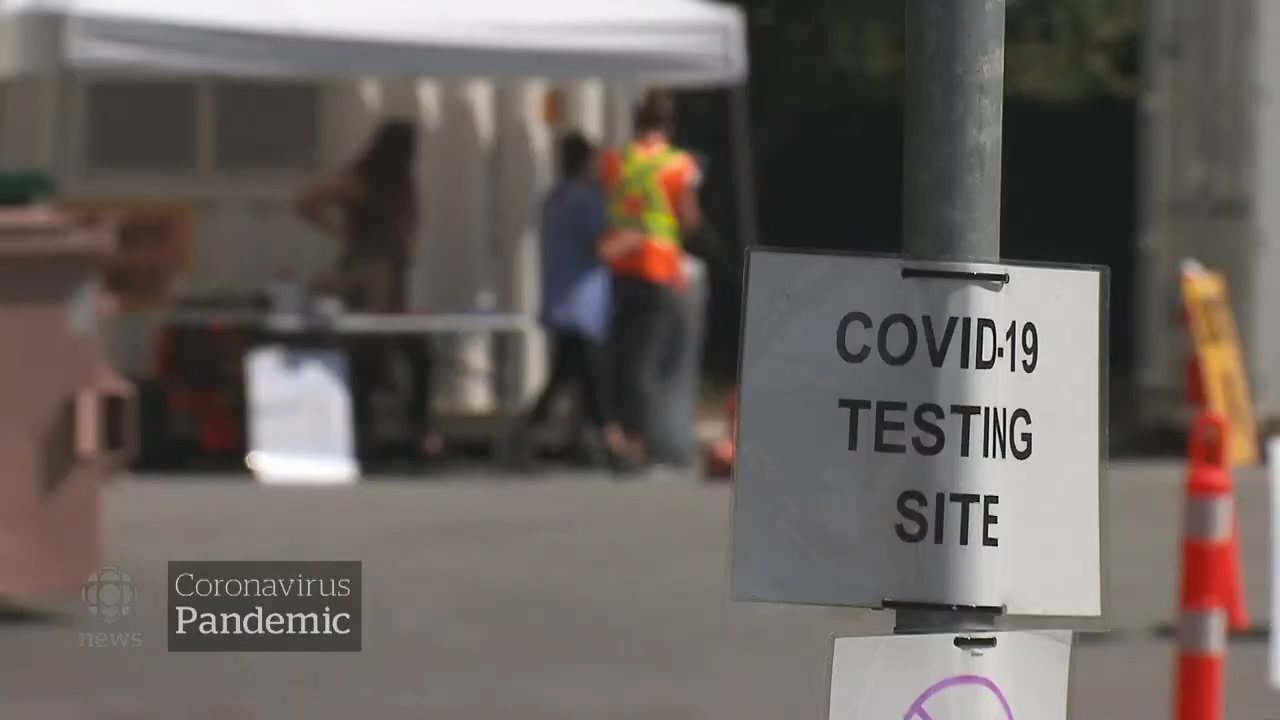 COVID-19
TESTING
SITE
Coronavirus
Pandemic
news